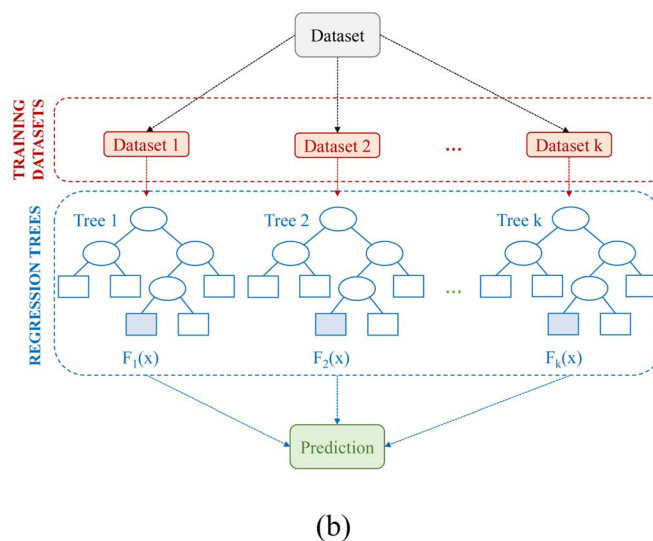 Dataset
TRAINING
DATASETS
Dataset 1
Dataset 2
...
Dataset k
REGRESSION TREES
Tree 1
Tree 2
Tree k
...
F₁(x)
F₂(x)
Fₖ(x)
Prediction
(b)